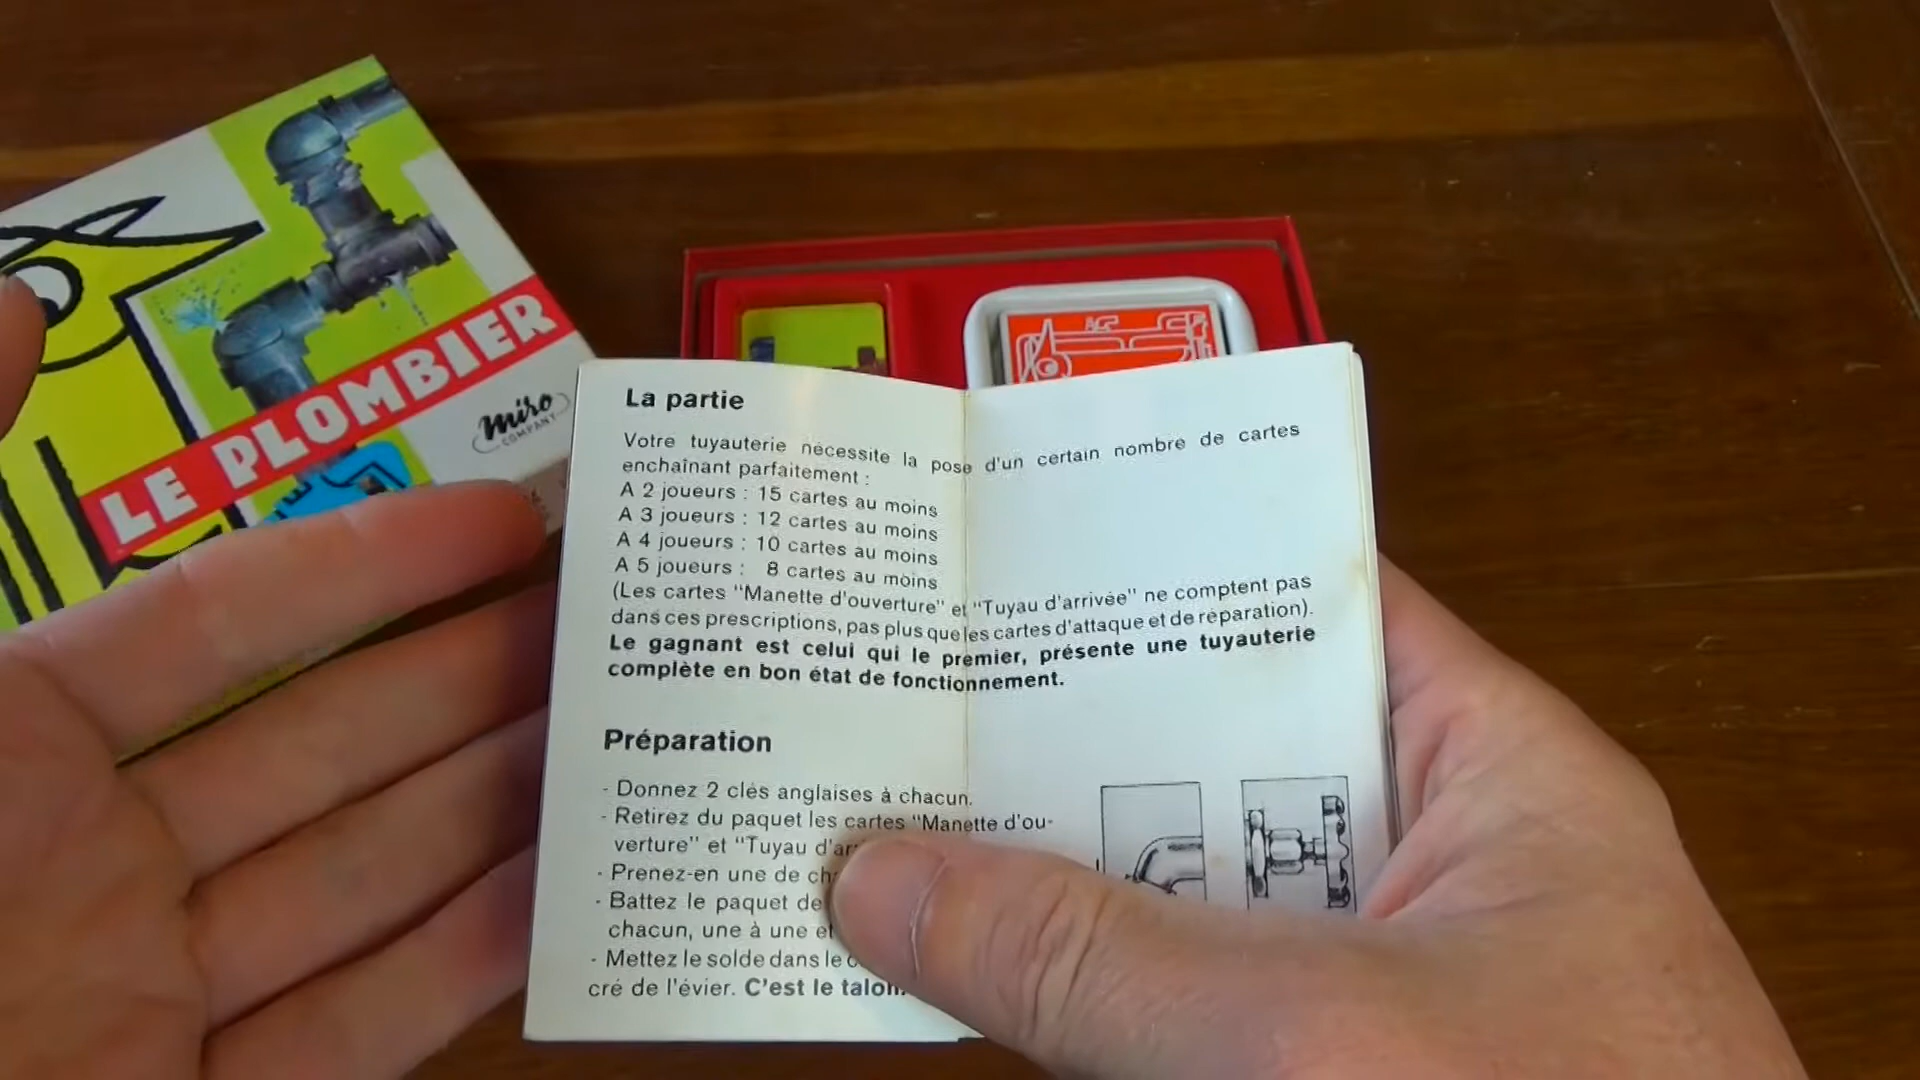 LE PLOMBIER
miro
COMPANY
La partie
Votre tuyauterie nécessite la pose d'un certain nombre de cartes
enchaînant parfaitement :
A 2 joueurs : 15 cartes au moins
A 3 joueurs : 12 cartes au moins
A 4 joueurs : 10 cartes au moins
A 5 joueurs : 8 cartes au moins
(Les cartes "Manette d'ouverture" et "Tuyau d'arrivée" ne comptent pas
dans ces prescriptions, pas plus que les cartes d'attaque et de réparation).
Le gagnant est celui qui le premier, présente une tuyauterie
complète en bon état de fonctionnement.
Préparation
- Donnez 2 clés anglaises à chacun.
- Retirez du paquet les cartes "Manette d'ou-
verture" et "Tuyau
- Prenez-en une de
- Battez le paquet de
chacun, une à une et
- Mettez le solde dans le
cré de l'évier. C'est le talon.